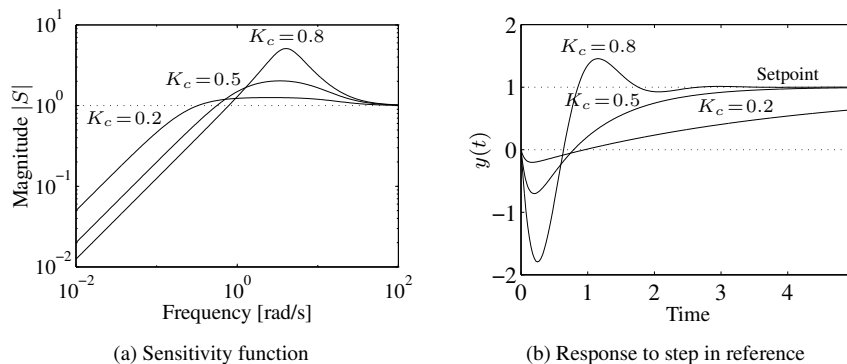 Magnitude |S|
10^1
10^0
10^−1
10^−2
K_c = 0.8
K_c = 0.5
K_c = 0.2
10^−2
10^0
10^2
Frequency [rad/s]
(a) Sensitivity function
y(t)
2
1
0
−1
−2
K_c = 0.8
Setpoint
K_c = 0.5
K_c = 0.2
0
1
2
3
4
Time
(b) Response to step in reference